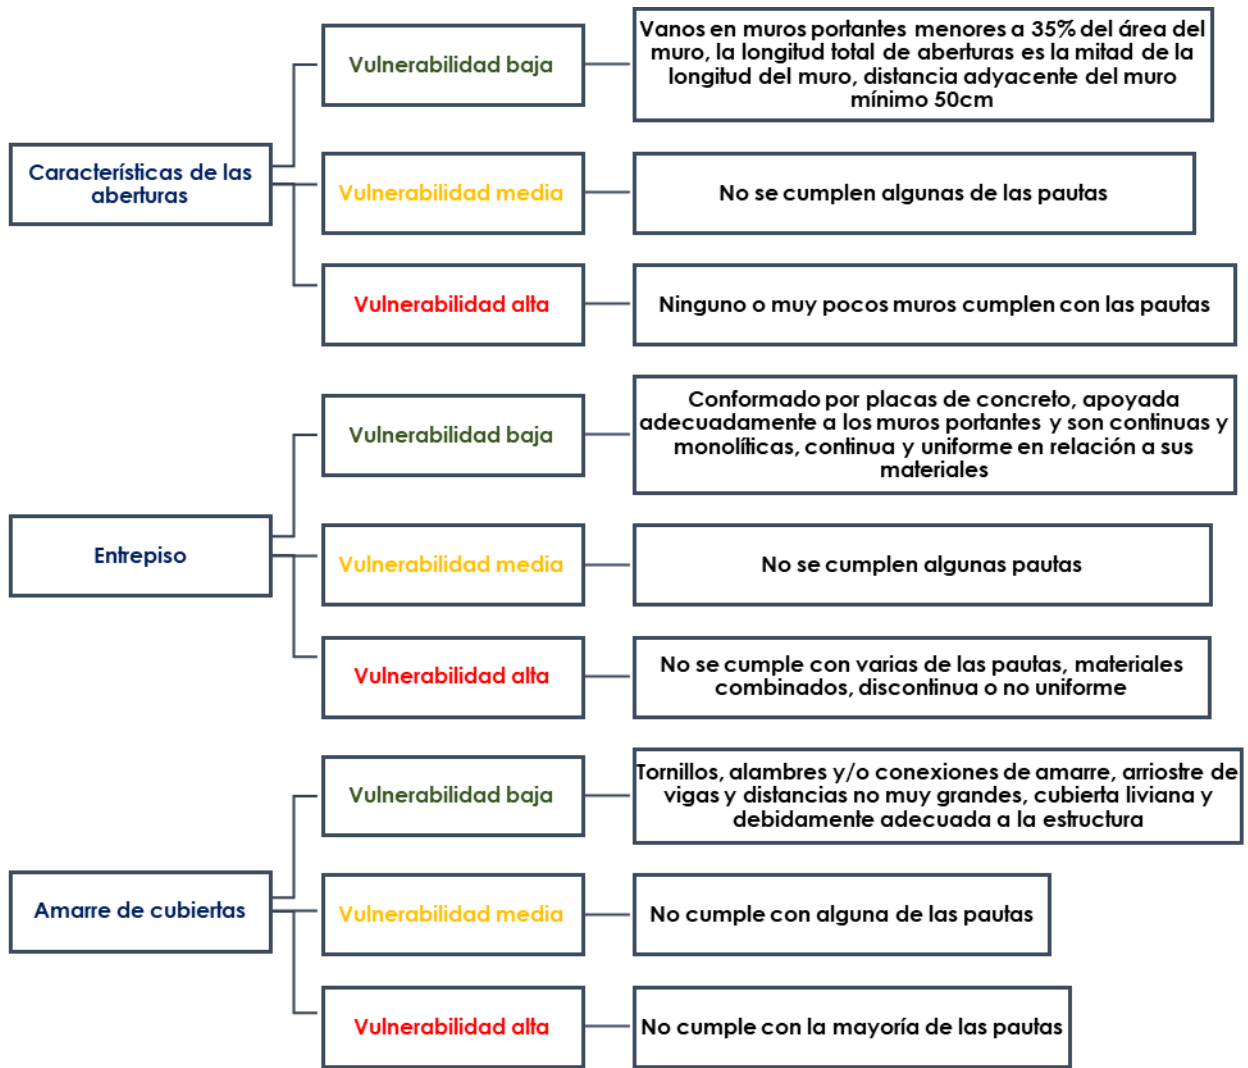 Vulnerabilidad baja
Vanos en muros portantes menores a 35% del área del
muro, la longitud total de aberturas es la mitad de la
longitud del muro, distancia adyacente del muro
mínimo 50cm
Características de las
aberturas
Vulnerabilidad media
No se cumplen algunas de las pautas
Vulnerabilidad alta
Ninguno o muy pocos muros cumplen con las pautas
Vulnerabilidad baja
Conformado por placas de concreto, apoyada
adecuadamente a los muros portantes y son continuas y
monolíticas, continua y uniforme en relación a sus
materiales
Entrepiso
Vulnerabilidad media
No se cumplen algunas pautas
Vulnerabilidad alta
No se cumple con varias de las pautas, materiales
combinados, discontinua o no uniforme
Vulnerabilidad baja
Tornillos, alambres y/o conexiones de amarre, arriostre de
vigas y distancias no muy grandes, cubierta liviana y
debidamente adecuada a la estructura
Amarre de cubiertas
Vulnerabilidad media
No cumple con alguna de las pautas
Vulnerabilidad alta
No cumple con la mayoría de las pautas